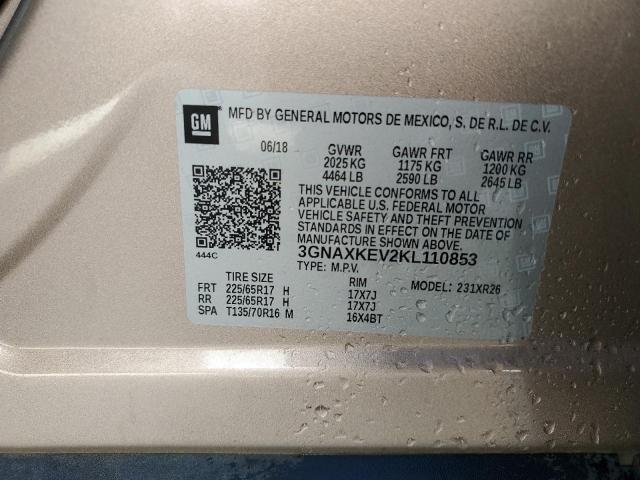 GM MFD BY GENERAL MOTORS DE MEXICO, S. DE R.L. DE C.V.
06/18 GVWR GAWR FRT GAWR RR
2025 KG 1175 KG 1200 KG
4464 LB 2590 LB 2645 LB
THIS VEHICLE CONFORMS TO ALL
APPLICABLE U.S. FEDERAL MOTOR
VEHICLE SAFETY AND THEFT PREVENTION
STANDARDS IN EFFECT ON THE DATE OF
MANUFACTURE SHOWN ABOVE.
444C 3GNAXKEV2KL110853
TYPE: M.P.V.
TIRE SIZE RIM MODEL: 231XR26
FRT 225/65R17 H 17X7J
RR 225/65R17 H 17X7J
SPA T135/70R16 M 16X4BT